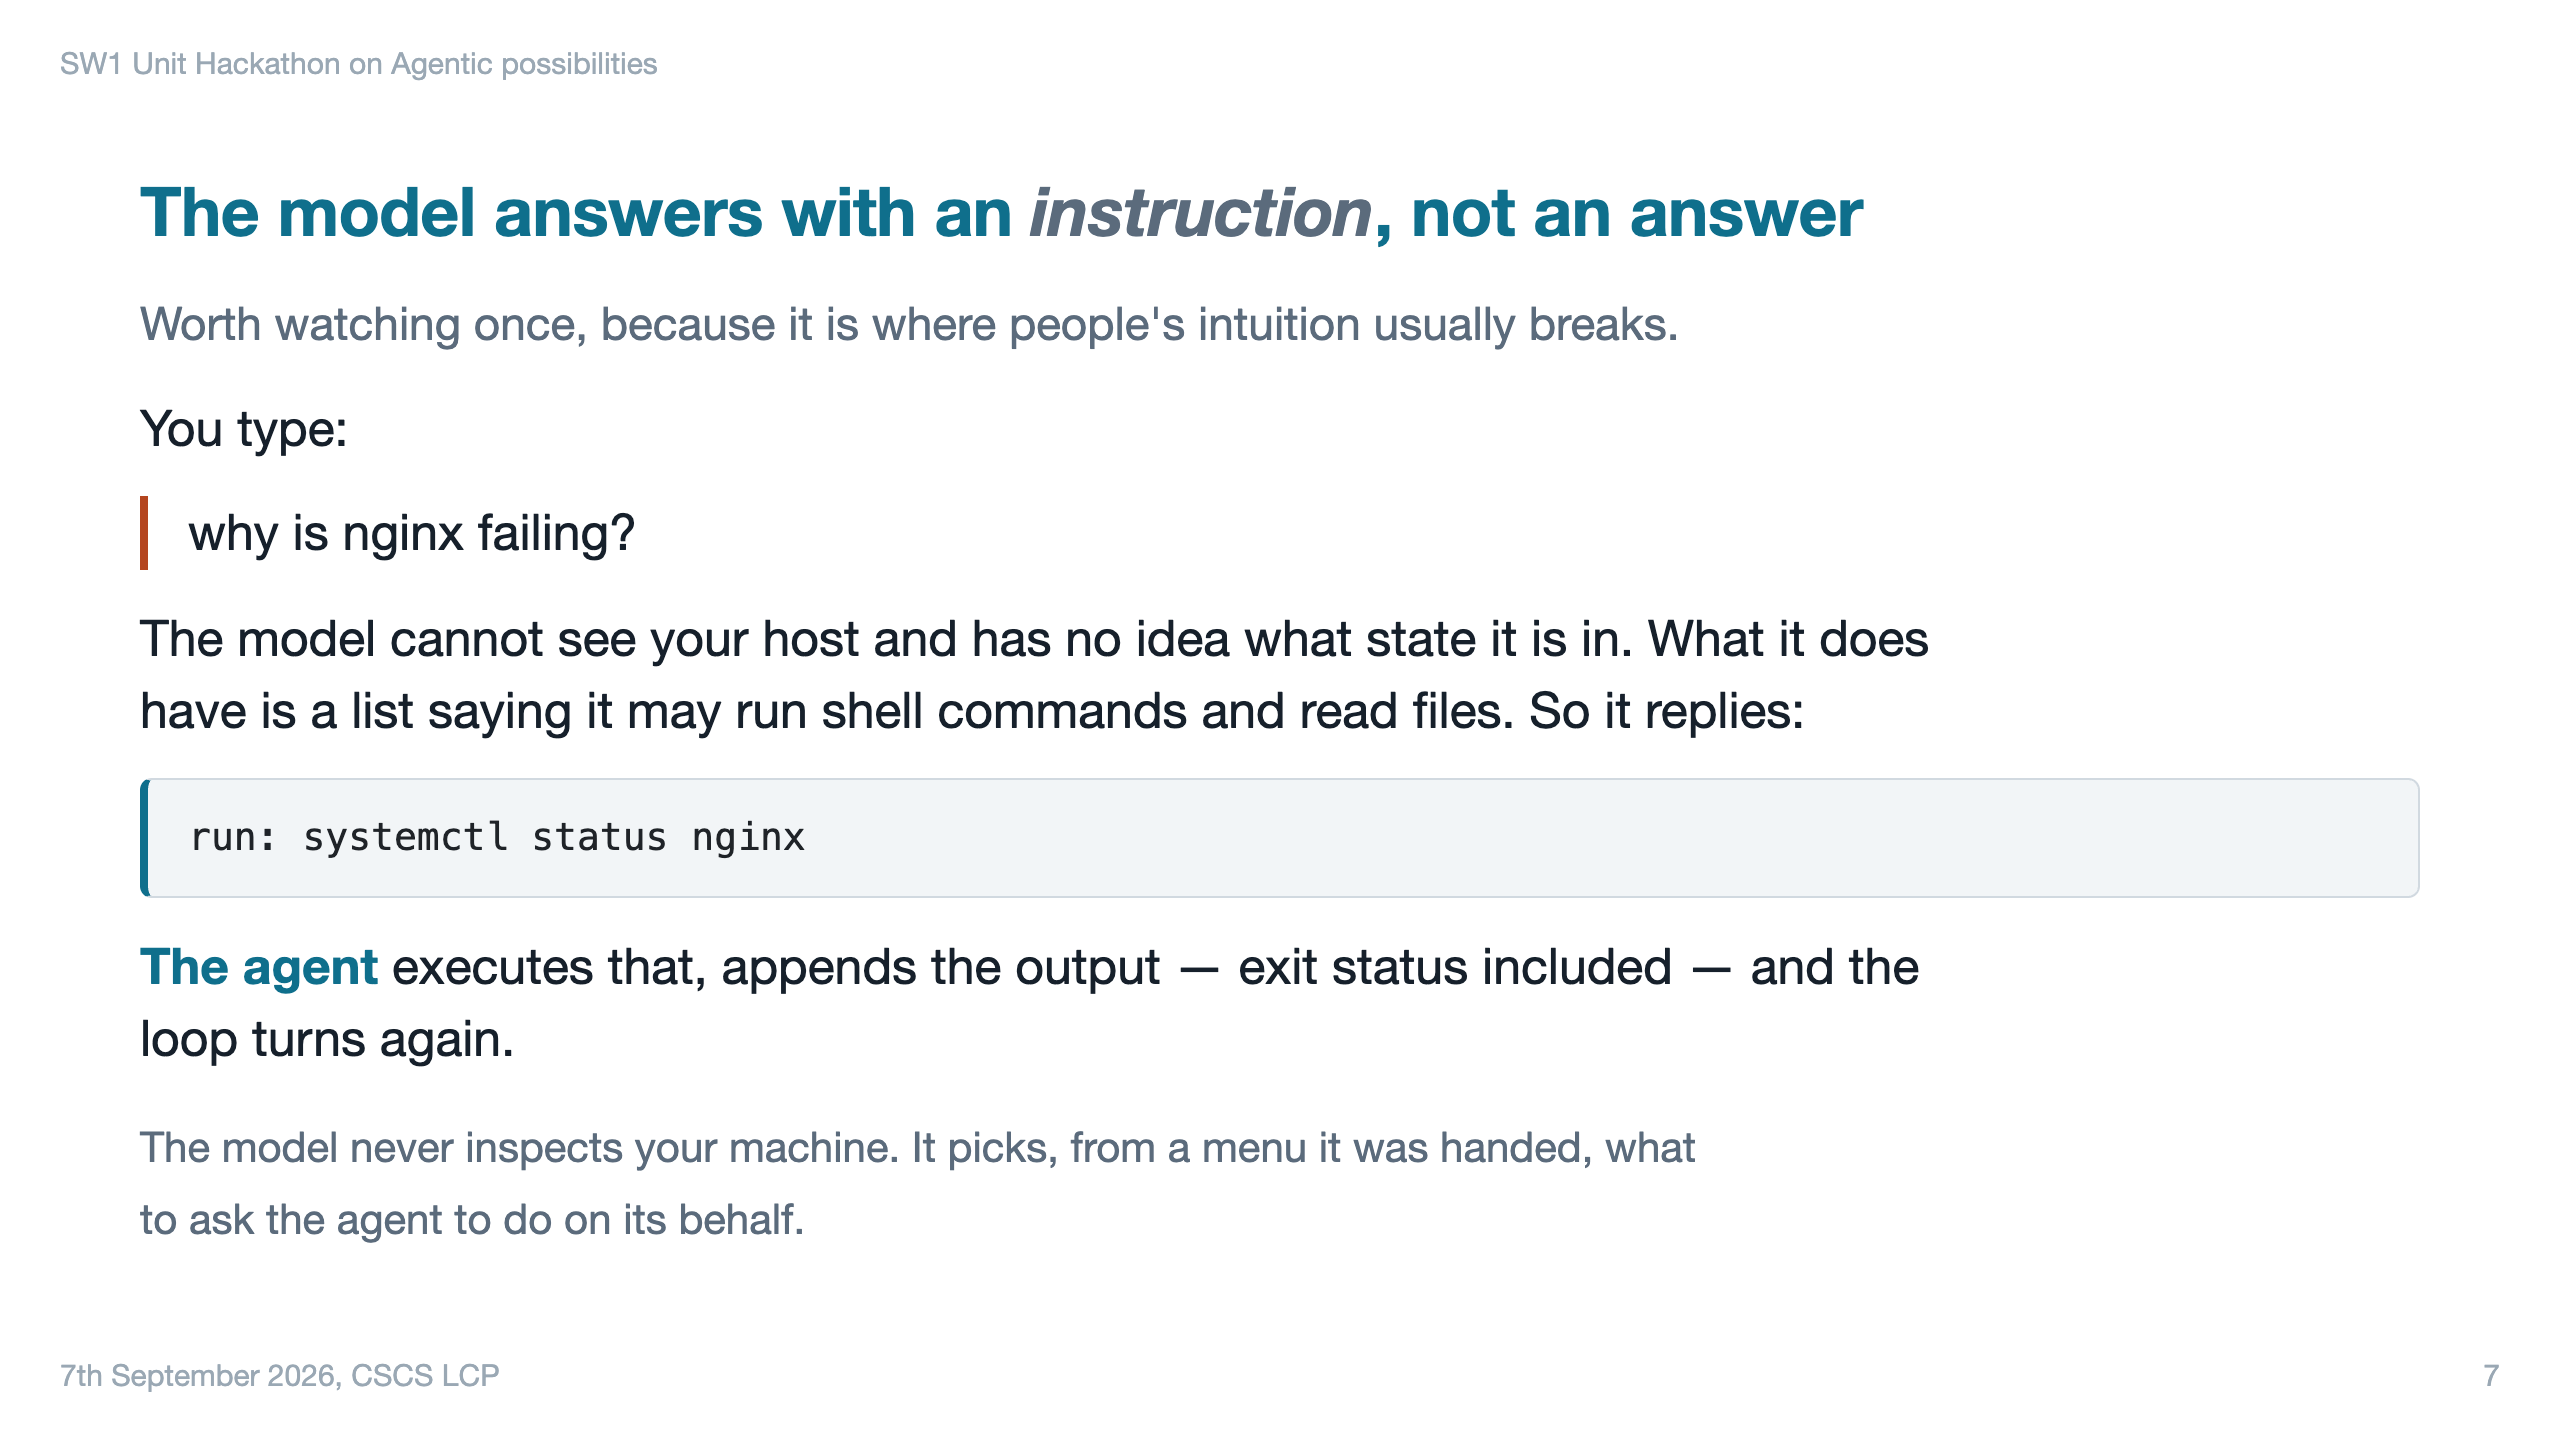 SW1 Unit Hackathon on Agentic possibilities
The model answers with an instruction, not an answer
Worth watching once, because it is where people's intuition usually breaks.
You type:
why is nginx failing?
The model cannot see your host and has no idea what state it is in. What it does
have is a list saying it may run shell commands and read files. So it replies:
run: systemctl status nginx
The agent executes that, appends the output — exit status included — and the
loop turns again.
The model never inspects your machine. It picks, from a menu it was handed, what
to ask the agent to do on its behalf.
7th September 2026, CSCS LCP
7